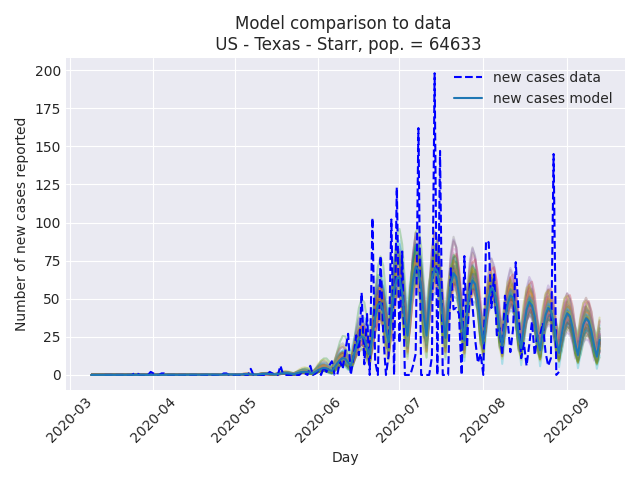 Model comparison to data
US - Texas - Starr, pop. = 64633
new cases data
new cases model
Number of new cases reported
200
175
150
125
100
75
50
25
0
2020-03
2020-04
2020-05
2020-06
2020-07
2020-08
2020-09
Day